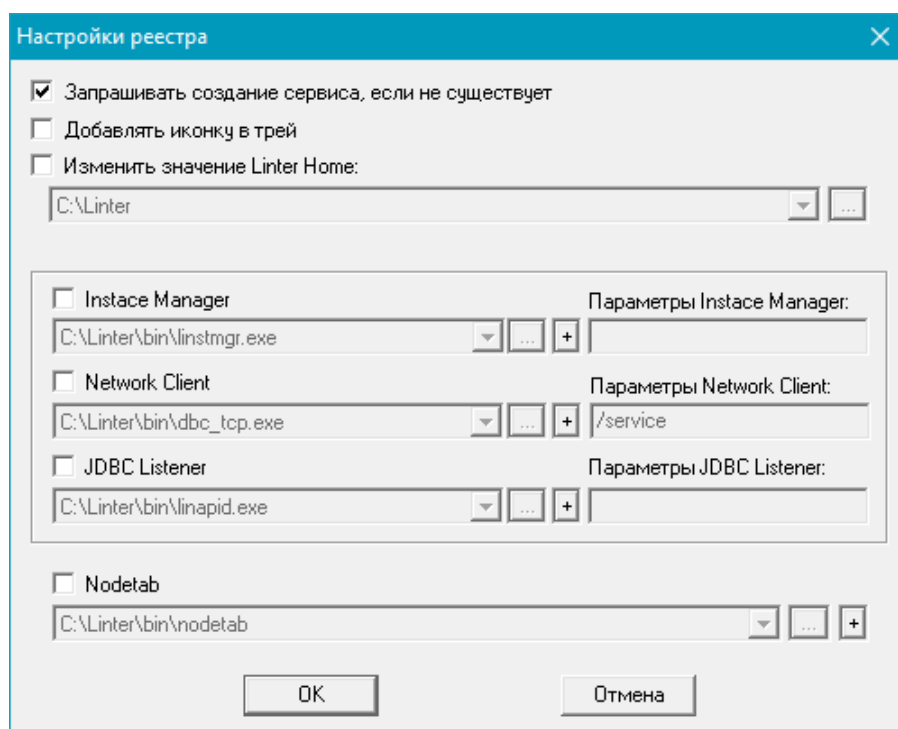 Настройки реестра
Запрашивать создание сервиса, если не существует
Добавлять иконку в трей
Изменить значение Linter Home:
C:\Linter
...
Instace Manager
Параметры Instace Manager:
C:\Linter\bin\linstmgr.exe ... +
Network Client
Параметры Network Client:
C:\Linter\bin\dbc_tcp.exe ... + /service
JDBC Listener
Параметры JDBC Listener:
C:\Linter\bin\linapid.exe ... +
Nodetab
C:\Linter\bin\nodetab ... +
OK
Отмена